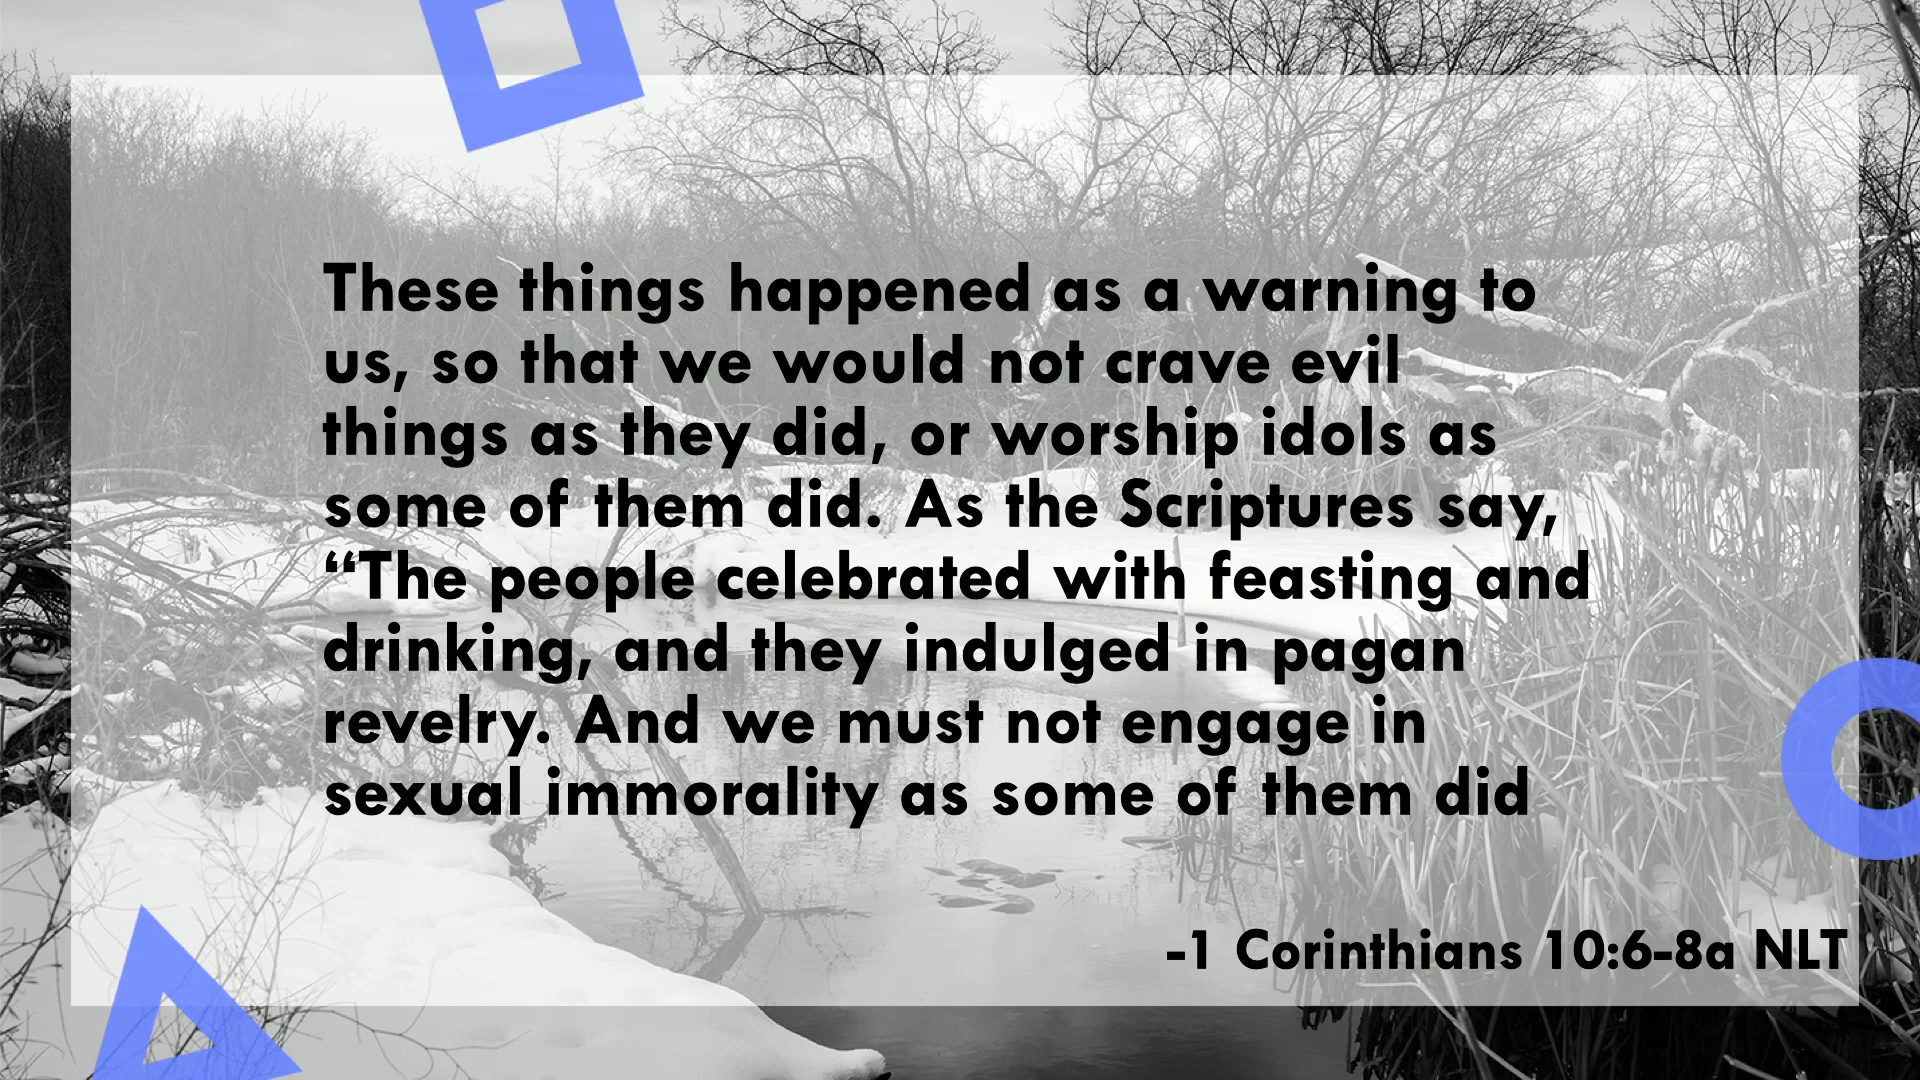 These things happened as a warning to
us, so that we would not crave evil
things as they did, or worship idols as
some of them did. As the Scriptures say,
“The people celebrated with feasting and
drinking, and they indulged in pagan
revelry. And we must not engage in
sexual immorality as some of them did
-1 Corinthians 10:6-8a NLT